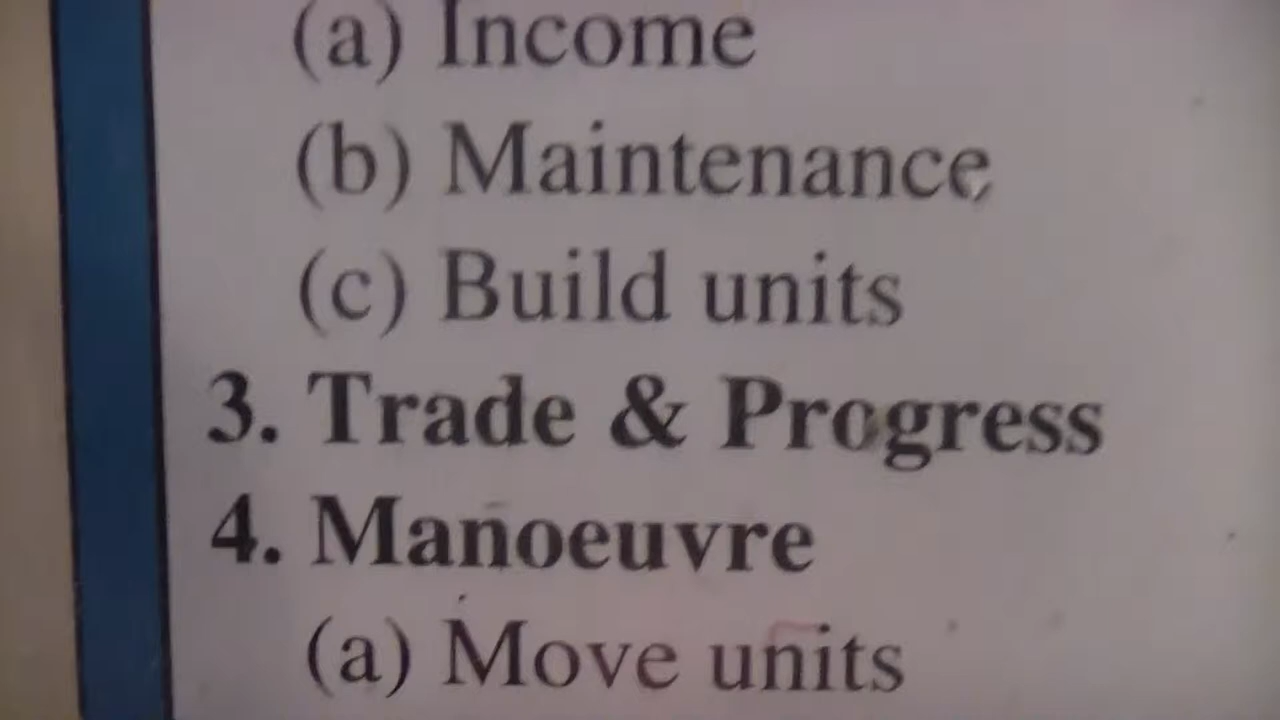 (a) Income
(b) Maintenance
(c) Build units
3. Trade & Progress
4. Manoeuvre
(a) Move units